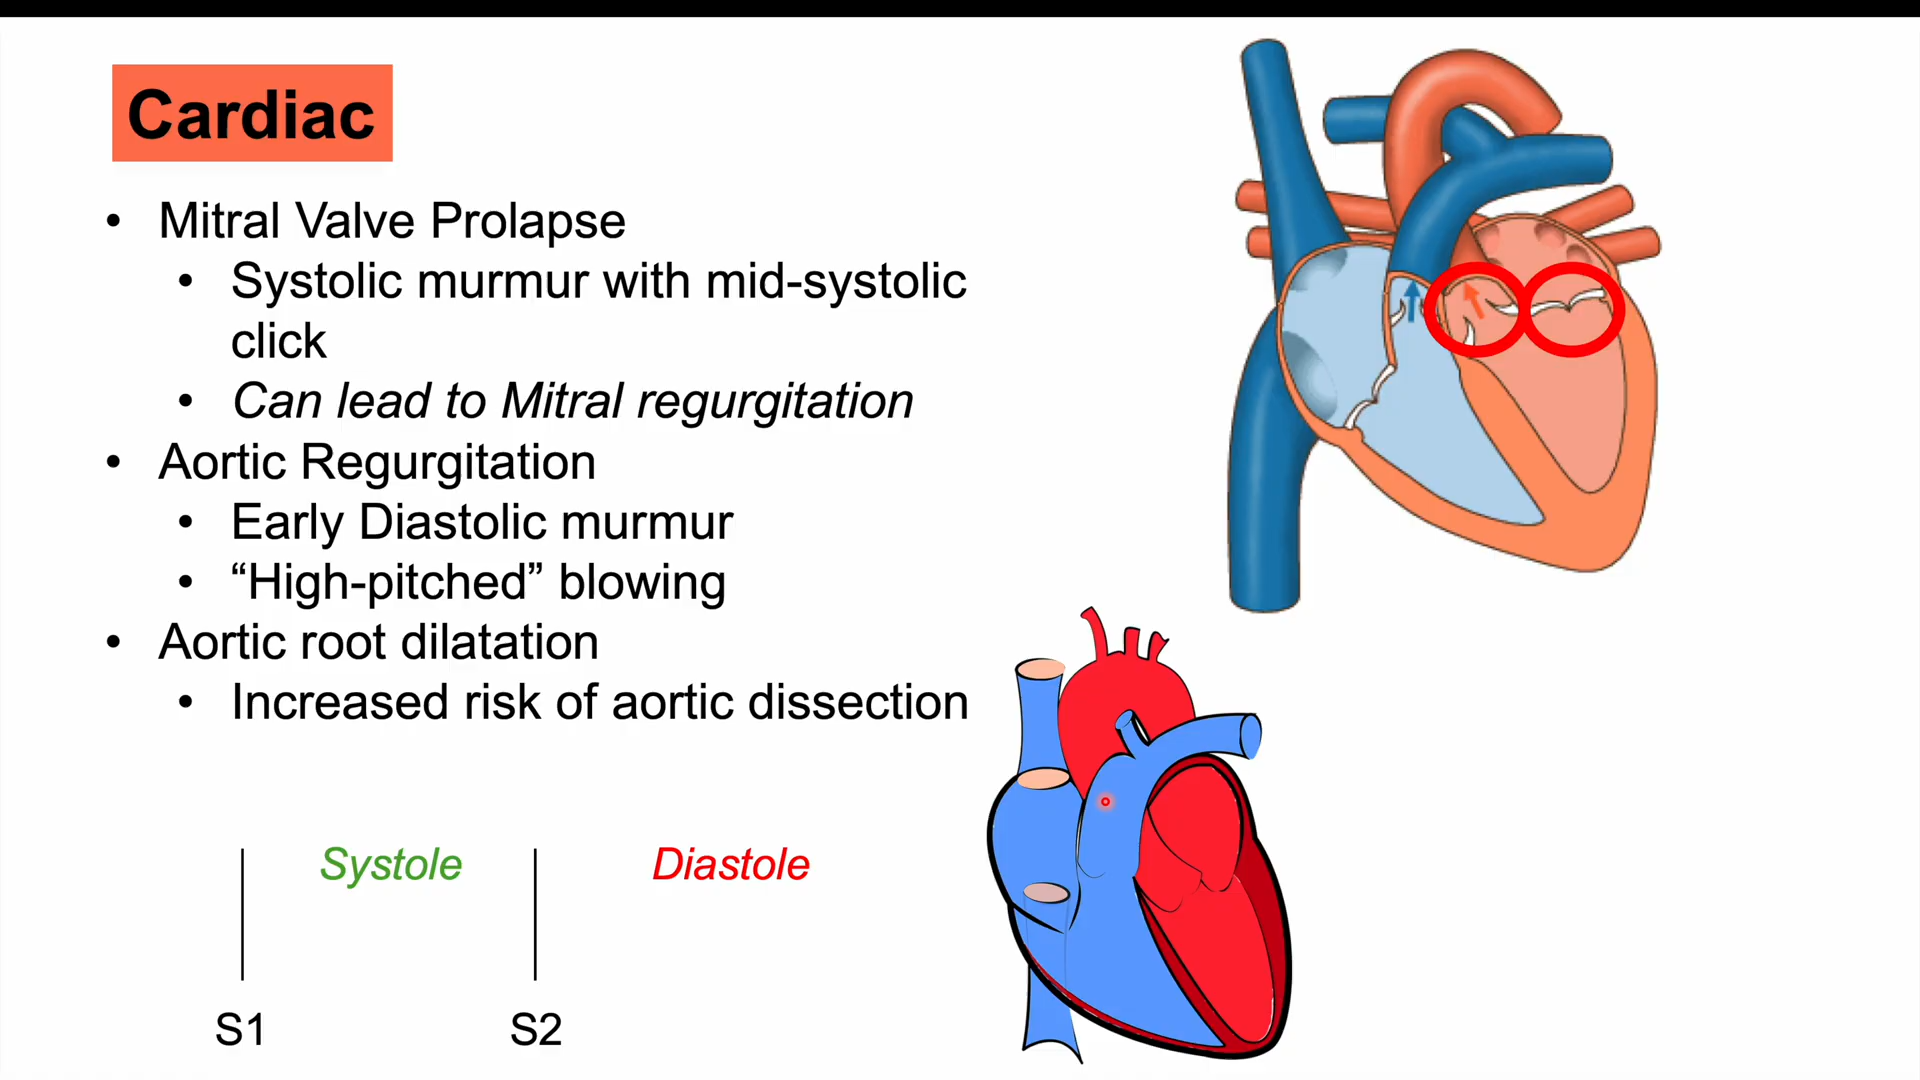 Cardiac
• Mitral Valve Prolapse
• Systolic murmur with mid-systolic
click
• Can lead to Mitral regurgitation
• Aortic Regurgitation
• Early Diastolic murmur
• “High-pitched” blowing
• Aortic root dilatation
• Increased risk of aortic dissection
Systole
Diastole
S1
S2